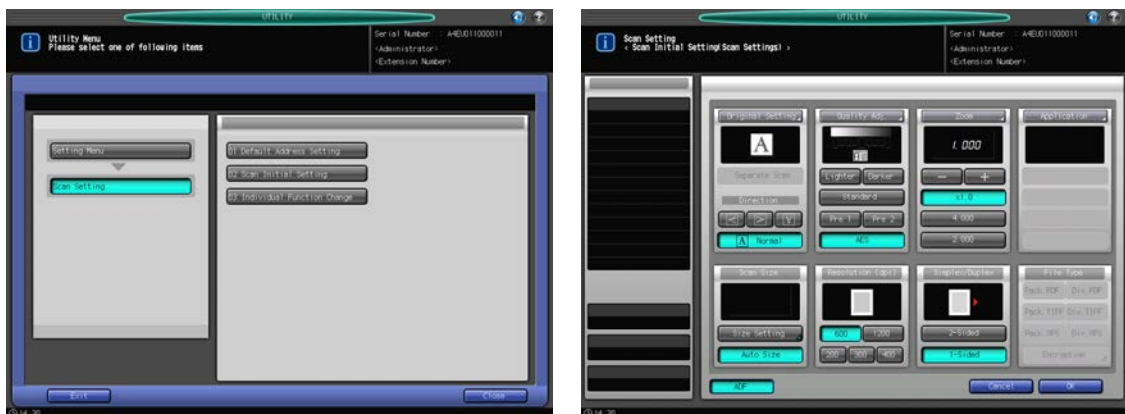 UTILITY
Utility Menu
Please select one of following items
Serial Number : A4EU011000011
<Administrator>
<Extension Number>
Setting Menu
Scan Setting
01 Default Address Setting
02 Scan Initial Setting
03 Individual Function Change
Exit
Close
14:30
UTILITY
Scan Setting
< Scan Initial Setting(Scan Settings) >
Serial Number : A4EU011000011
<Administrator>
<Extension Number>
Original Setting
Quality Adj.
Zoom
Application
A
1.000
Separate Scan
Lighter
Darker
− +
Direction
Standard
x1.0
Pre 1
Pre 2
4.000
A Normal
AES
2.000
Scan Size
Resolution (dpi)
Simplex/Duplex
File Type
Pack.PDF
Div.PDF
Pack.TIFF
Div.TIFF
Size Setting
600
1200
2-Sided
Pack.XPS
Div.XPS
Auto Size
200
300
400
1-Sided
Encryption
ADF
Cancel
OK
14:30